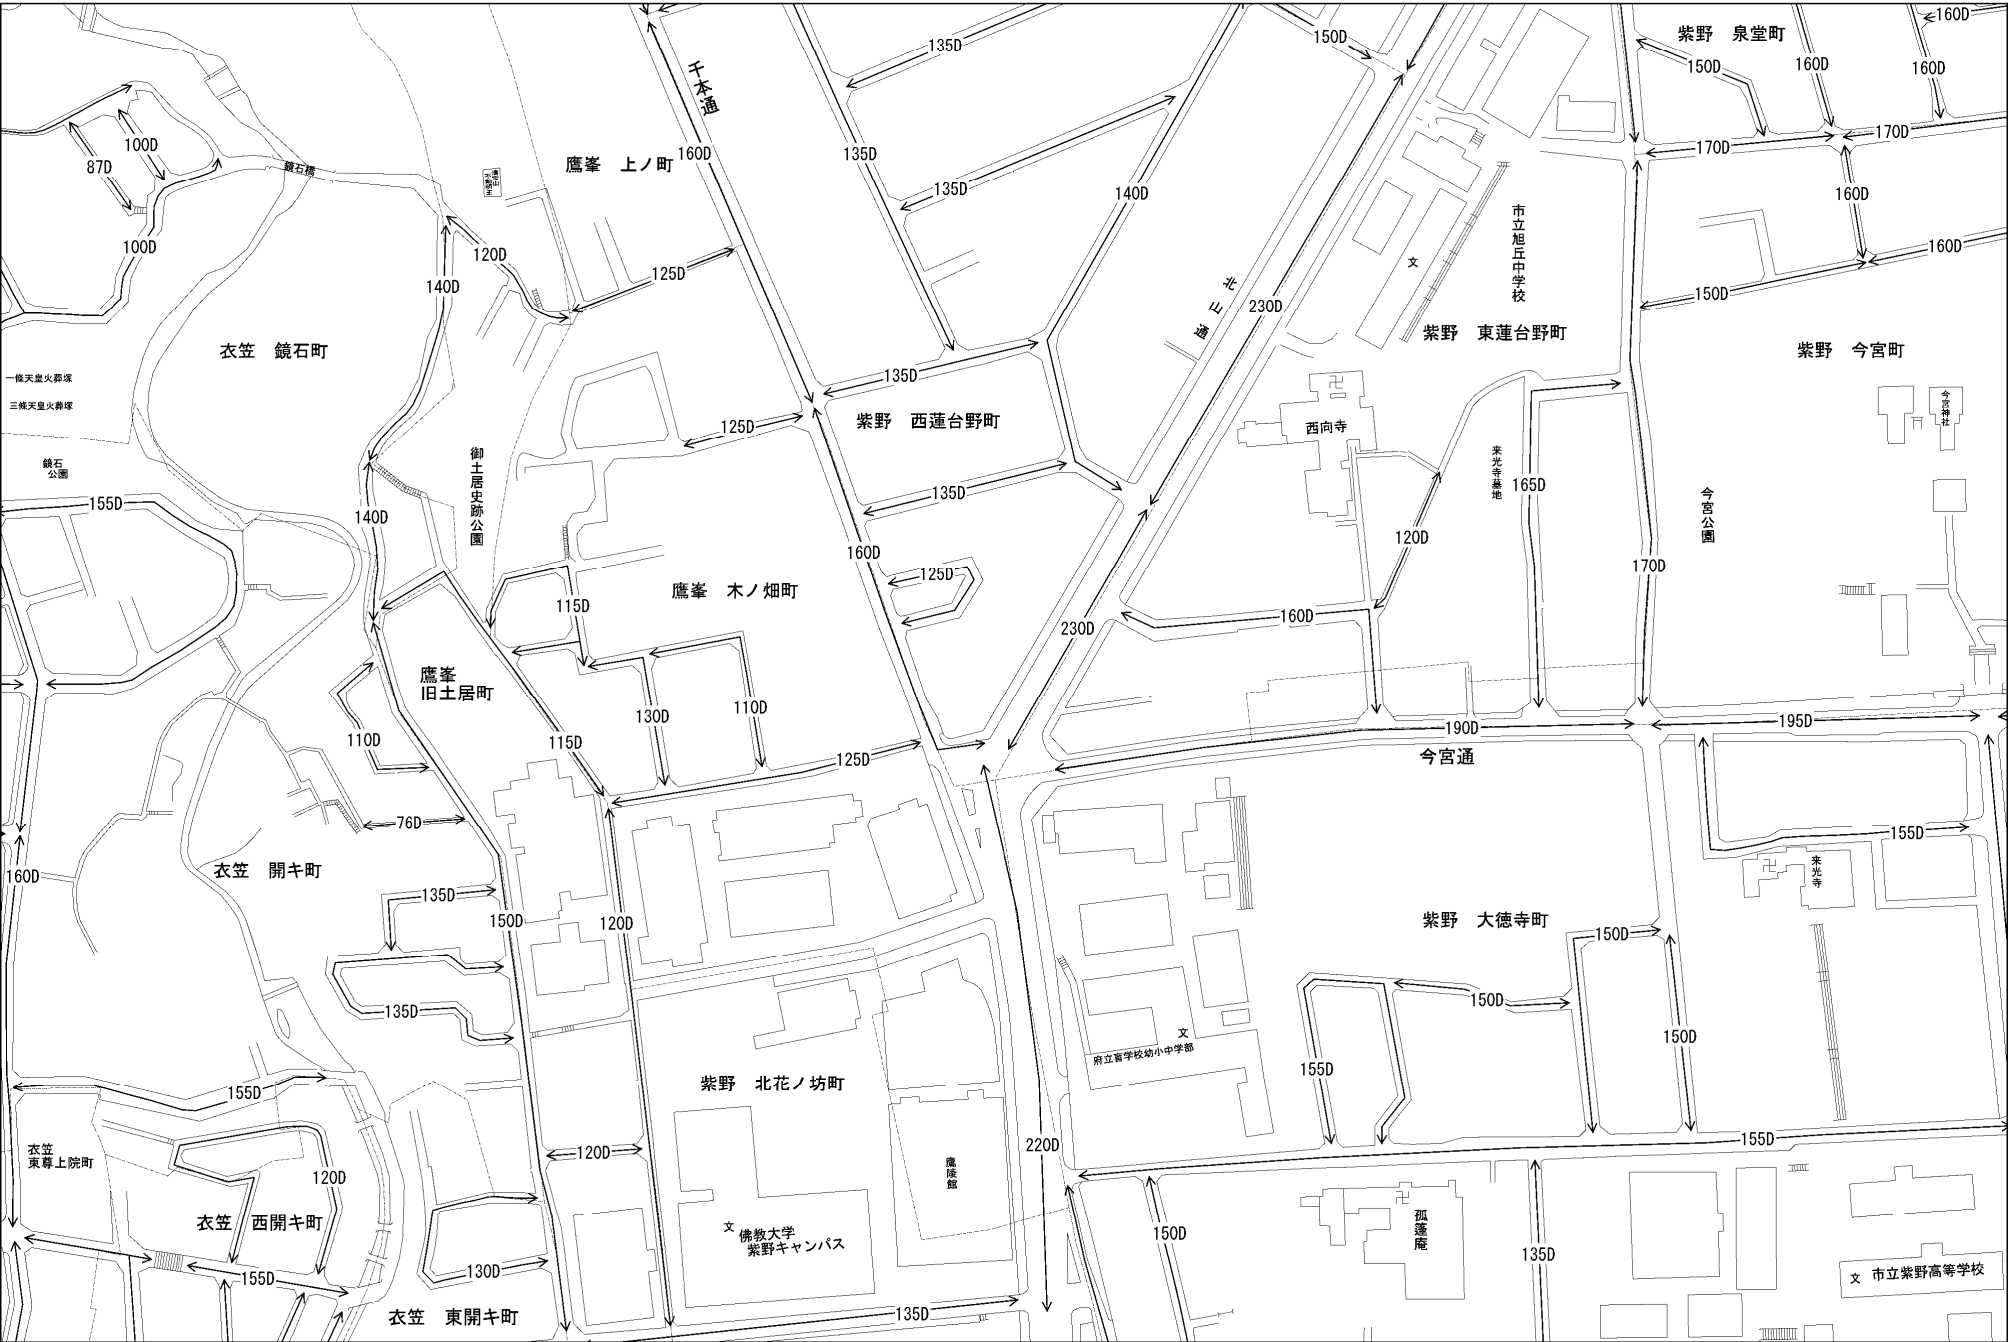 160D
150D
135D
紫野　泉堂町
150D
160D
160D
千本通
170D
170D
100D
87D
鏡石橋
鷹峯　上ノ町
160D
135D
135D
140D
160D
市立旭丘中学校
100D
120D
125D
140D
文
160D
150D
北山通
230D
紫野　東蓮台野町
紫野　今宮町
衣笠　鏡石町
一條天皇火葬塚
三條天皇火葬塚
135D
紫野　西蓮台野町
125D
西向寺
今宮神社
鏡石
公園
御土居史跡公園
来光寺墓地
155D
140D
135D
165D
今宮公園
160D
120D
125D
170D
鷹峯　木ノ畑町
115D
160D
230D
鷹峯
旧土居町
130D
110D
110D
115D
125D
190D
195D
今宮通
76D
155D
160D
衣笠　開キ町
来光寺
135D
150D
120D
紫野　大徳寺町
150D
135D
150D
150D
文
府立盲学校幼小中学部
155D
155D
紫野　北花ノ坊町
衣笠
東尊上院町
120D
120D
鷹陵館
220D
155D
衣笠　西開キ町
文
佛教大学
紫野キャンパス
150D
孤篷庵
135D
155D
130D
文
市立紫野高等学校
衣笠　東開キ町
135D